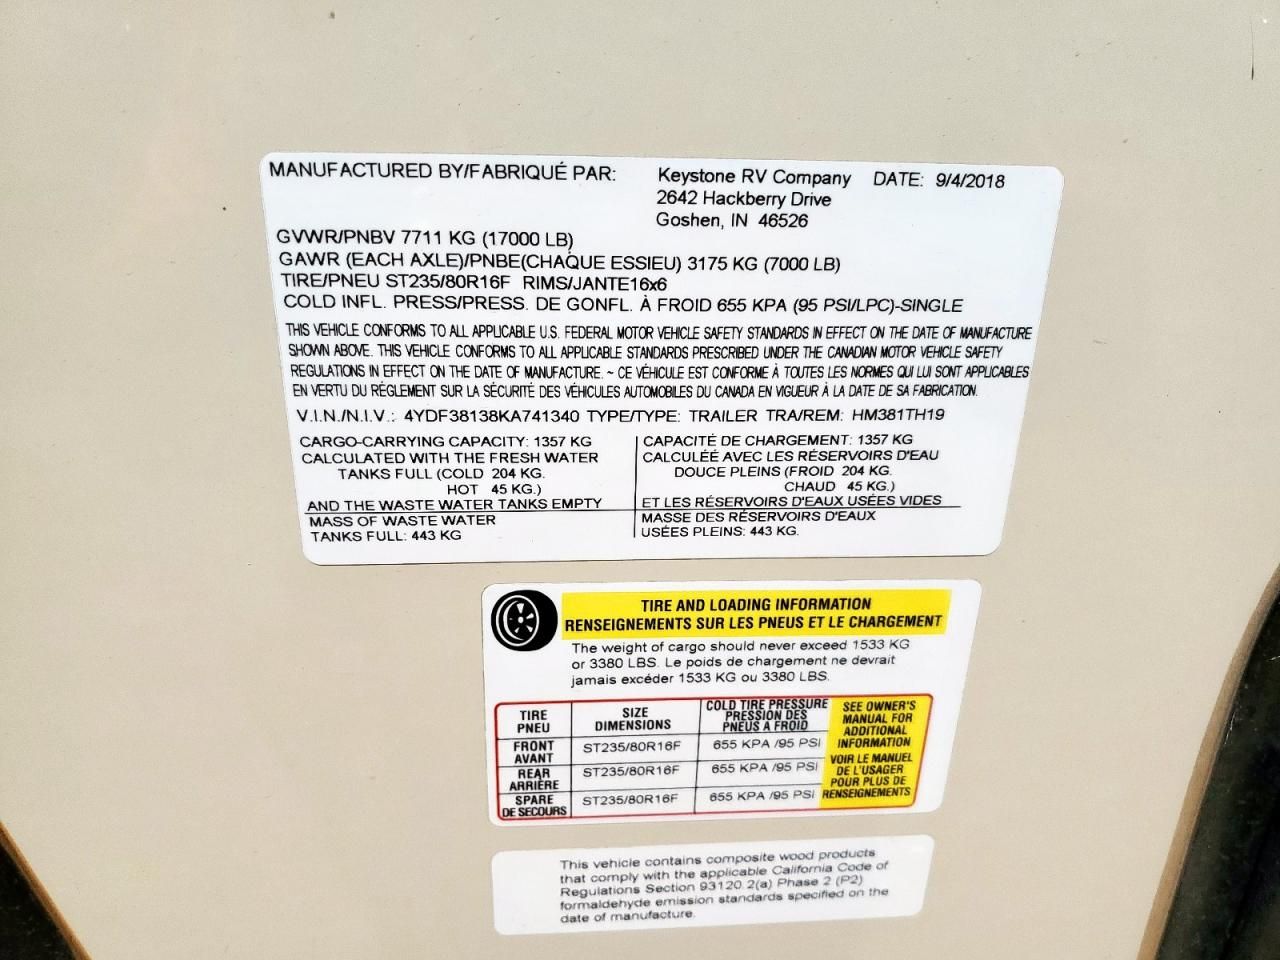 MANUFACTURED BY/FABRIQUÉ PAR: Keystone RV Company DATE: 9/4/2018
2642 Hackberry Drive
Goshen, IN 46526
GVWR/PNBV 7711 KG (17000 LB)
GAWR (EACH AXLE)/PNBE(CHAQUE ESSIEU) 3175 KG (7000 LB)
TIRE/PNEU ST235/80R16F RIMS/JANTE16x6
COLD INFL. PRESS/PRESS. DE GONFL. À FROID 655 KPA (95 PSI/LPC)-SINGLE
THIS VEHICLE CONFORMS TO ALL APPLICABLE U.S. FEDERAL MOTOR VEHICLE SAFETY STANDARDS IN EFFECT ON THE DATE OF MANUFACTURE
SHOWN ABOVE. THIS VEHICLE CONFORMS TO ALL APPLICABLE STANDARDS PRESCRIBED UNDER THE CANADIAN MOTOR VEHICLE SAFETY
REGULATIONS IN EFFECT ON THE DATE OF MANUFACTURE. ~ CE VÉHICULE EST CONFORME À TOUTES LES NORMES QUI LUI SONT APPLICABLES
EN VERTU DU RÉGLEMENT SUR LA SÉCURITÉ DES VÉHICULES AUTOMOBILES DU CANADA EN VIGUEUR À LA DATE DE SA FABRICATION.
V.I.N./N.I.V.: 4YDF38138KA741340 TYPE/TYPE: TRAILER TRA/REM: HM381TH19
CARGO-CARRYING CAPACITY: 1357 KG
CALCULATED WITH THE FRESH WATER
TANKS FULL (COLD 204 KG.
HOT 45 KG.)
AND THE WASTE WATER TANKS EMPTY
MASS OF WASTE WATER
TANKS FULL: 443 KG
CAPACITÉ DE CHARGEMENT: 1357 KG
CALCULÉE AVEC LES RÉSERVOIRS D'EAU
DOUCE PLEINS (FROID 204 KG.
CHAUD 45 KG.)
ET LES RÉSERVOIRS D'EAUX USÉES VIDES
MASSE DES RÉSERVOIRS D'EAUX
USÉES PLEINS: 443 KG.
TIRE AND LOADING INFORMATION
RENSEIGNEMENTS SUR LES PNEUS ET LE CHARGEMENT
The weight of cargo should never exceed 1533 KG
or 3380 LBS. Le poids de chargement ne devrait
jamais excéder 1533 KG ou 3380 LBS.
TIRE
PNEU
SIZE
DIMENSIONS
COLD TIRE PRESSURE
PRESSION DES
PNEUS A FROID
FRONT
AVANT
ST235/80R16F
655 KPA /95 PSI
REAR
ARRIÈRE
ST235/80R16F
655 KPA /95 PSI
SPARE
DE SECOURS
ST235/80R16F
655 KPA /95 PSI
SEE OWNER'S
MANUAL FOR
ADDITIONAL
INFORMATION
VOIR LE MANUEL
DE L'USAGER
POUR PLUS DE
RENSEIGNEMENTS
This vehicle contains composite wood products
that comply with the applicable California Code of
Regulations Section 93120.2(a) Phase 2 (P2)
formaldehyde emission standards specified on the
date of manufacture.